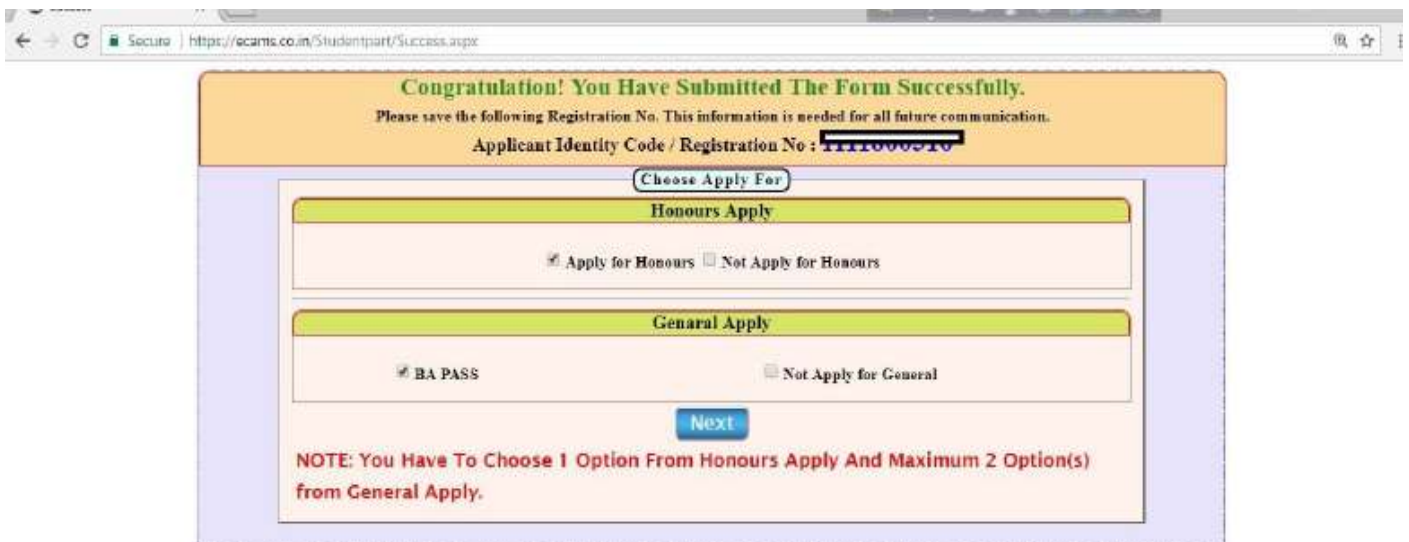 Secure | https://ecams.co.in/Studentpart/Success.aspx
Congratulation! You Have Submitted The Form Successfully.
Please save the following Registration No. This information is needed for all future communication.
Applicant Identity Code / Registration No :
Choose Apply For
Honours Apply
Apply for Honours Not Apply for Honours
Genaral Apply
BA PASS Not Apply for General
Next
NOTE: You Have To Choose 1 Option From Honours Apply And Maximum 2 Option(s)
from General Apply.